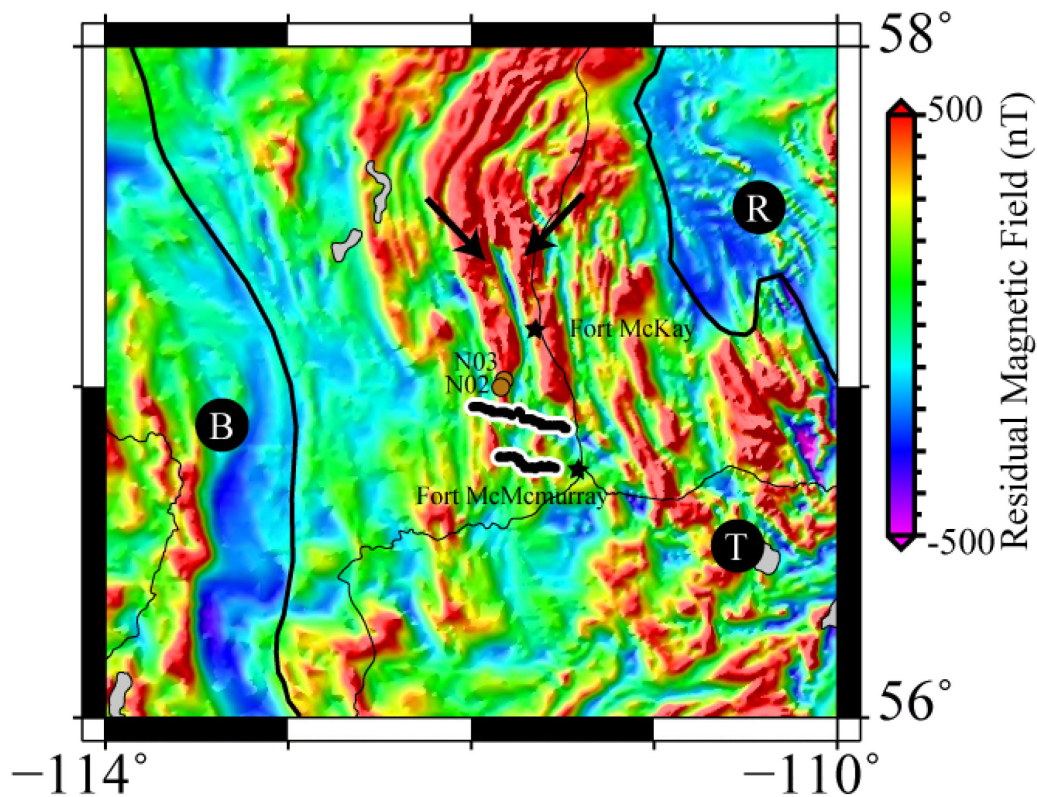 58°
500
R
Fort McKay
N03
N02
B
Fort McMcmurray
T
-500
Residual Magnetic Field (nT)
56°
−114°
−110°